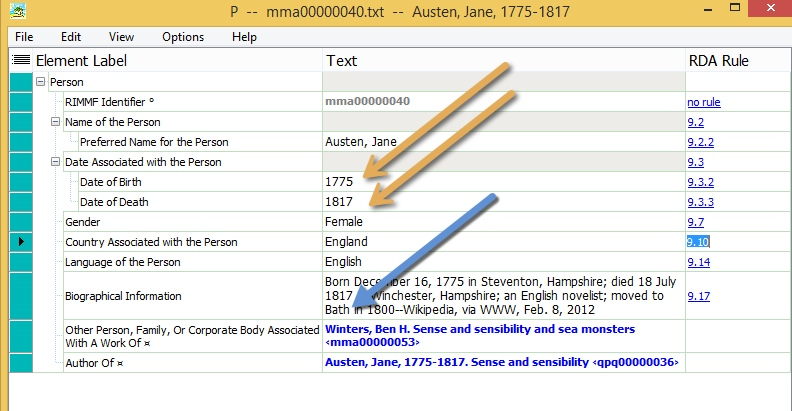 P -- mma00000040.txt -- Austen, Jane, 1775-1817
File Edit View Options Help
Element Label Text RDA Rule
Person
RIMMF Identifier º mma00000040 no rule
Name of the Person 9.2
Preferred Name for the Person Austen, Jane 9.2.2
Date Associated with the Person 9.3
Date of Birth 1775 9.3.2
Date of Death 1817 9.3.3
Gender Female 9.7
Country Associated with the Person England 9.10
Language of the Person English 9.14
Biographical Information Born December 16, 1775 in Steventon, Hampshire; died 18 July 9.17
1817 Winchester, Hampshire; an English novelist; moved to
Bath in 1800--Wikipedia, via WWW, Feb. 8, 2012
Other Person, Family, Or Corporate Body Associated Winters, Ben H. Sense and sensibility and sea monsters
With A Work Of ¤ <mma00000053>
Author Of ¤ Austen, Jane, 1775-1817. Sense and sensibility <qpq00000036>